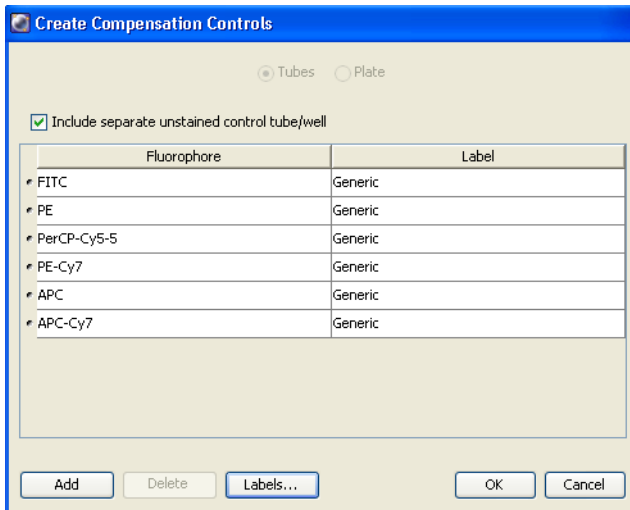 Create Compensation Controls
Tubes Plate
Include separate unstained control tube/well
Fluorophore Label
FITC Generic
PE Generic
PerCP-Cy5-5 Generic
PE-Cy7 Generic
APC Generic
APC-Cy7 Generic
Add Delete Labels... OK Cancel